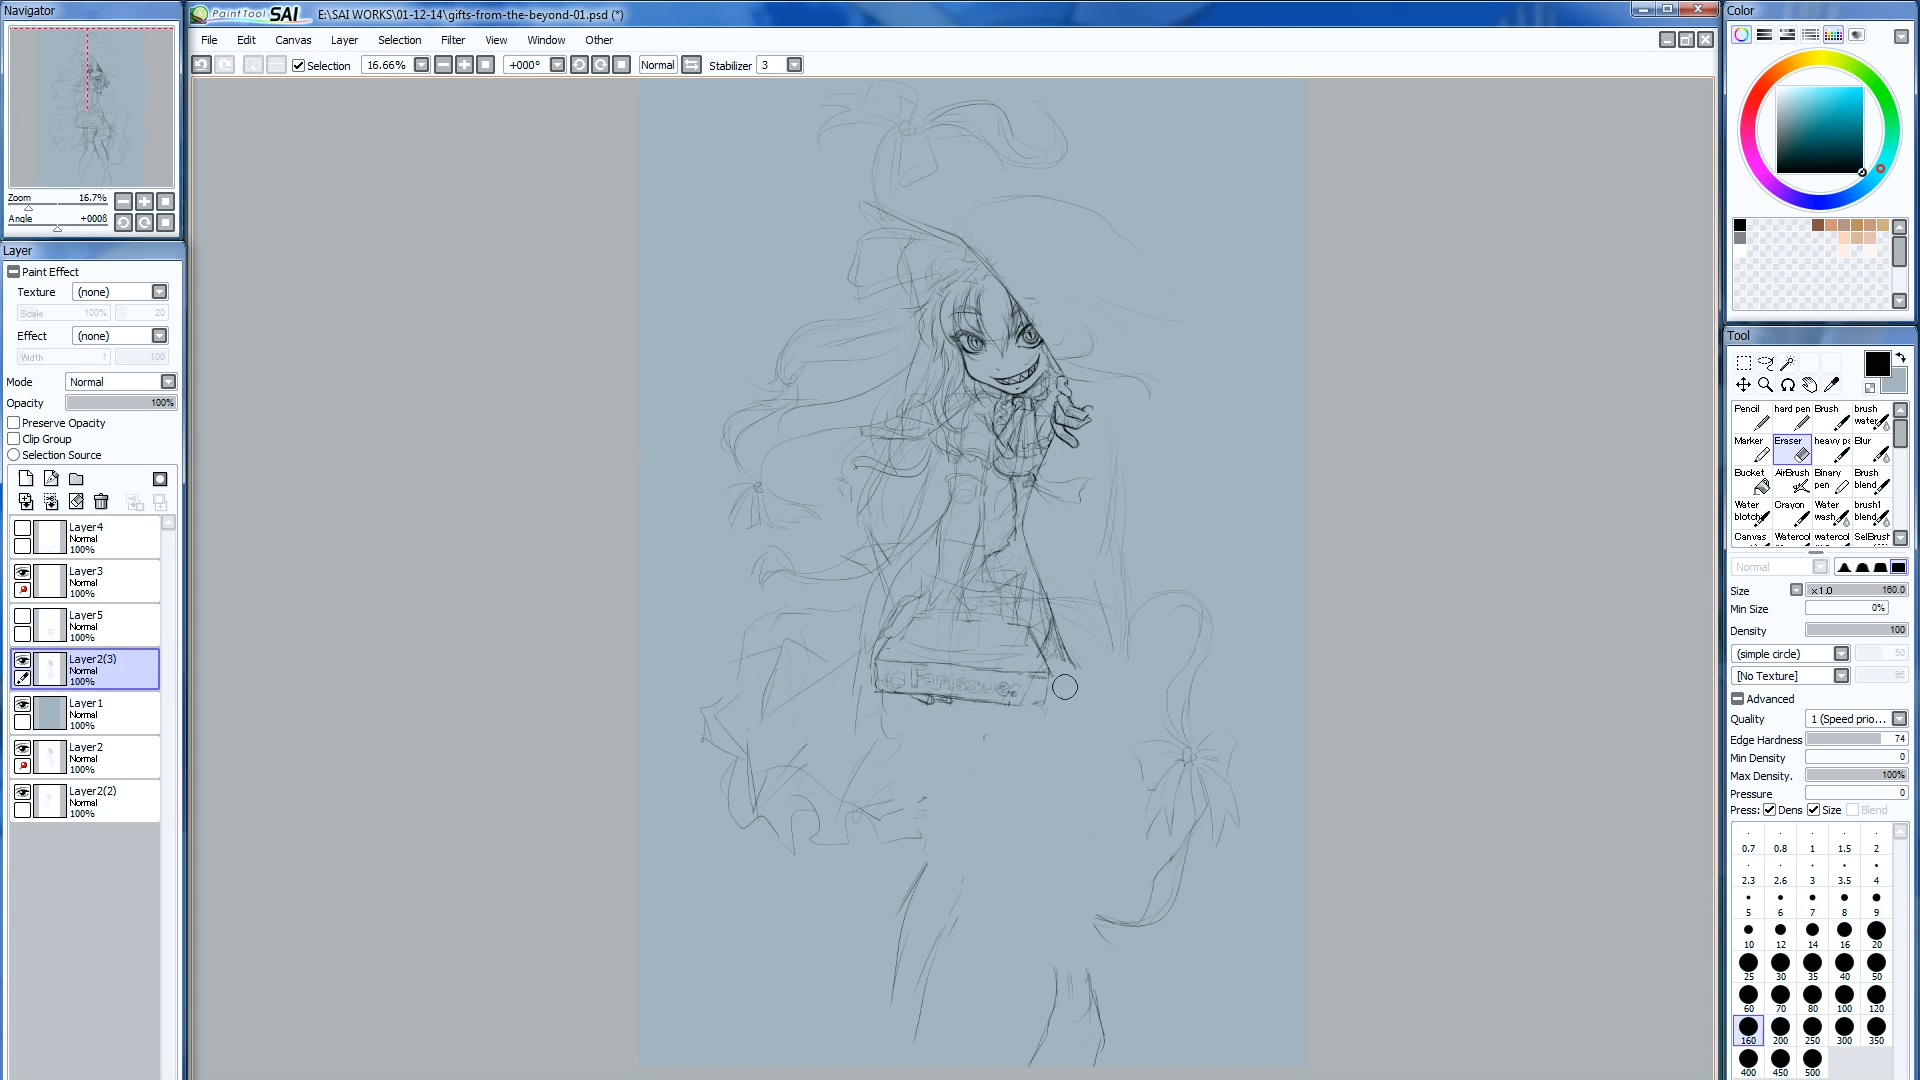 Navigator
PaintTool SAI E:\SAI WORKS\01-12-14\gifts-from-the-beyond-01.psd (*)
File Edit Canvas Layer Selection Filter View Window Other
Selection 16.66% +000° Normal Stabilizer 3
Zoom 16.7%
Angle +000ß
Layer
Paint Effect
Texture (none)
Scale 100% 20
Effect (none)
Width 1 100
Mode Normal
Opacity 100%
Preserve Opacity
Clip Group
Selection Source
Layer4
Normal
100%
Layer3
Normal
100%
Layer5
Normal
100%
Layer2(3)
Normal
100%
Layer1
Normal
100%
Layer2
Normal
100%
Layer2(2)
Normal
100%
Color
Tool
Pencil hard pen Brush brush water
Marker Eraser heavy p Blur
Bucket AirBrush Binary pen Brush blend
Water blotch Crayon Water wash brush1 blend
Canvas Watercol watercol SelBrush
Normal
Size x 1.0 160.0
Min Size 0%
Density 100
(simple circle) 50
[No Texture] 95
Advanced
Quality 1 (Speed prio...
Edge Hardness 74
Min Density 0
Max Density. 100%
Pressure 0
Press: Dens Size Blend
0.7 0.8 1 1.5 2
2.3 2.6 3 3.5 4
5 6 7 8 9
10 12 14 16 20
25 30 35 40 50
60 70 80 100 120
160 200 250 300 350
400 450 500